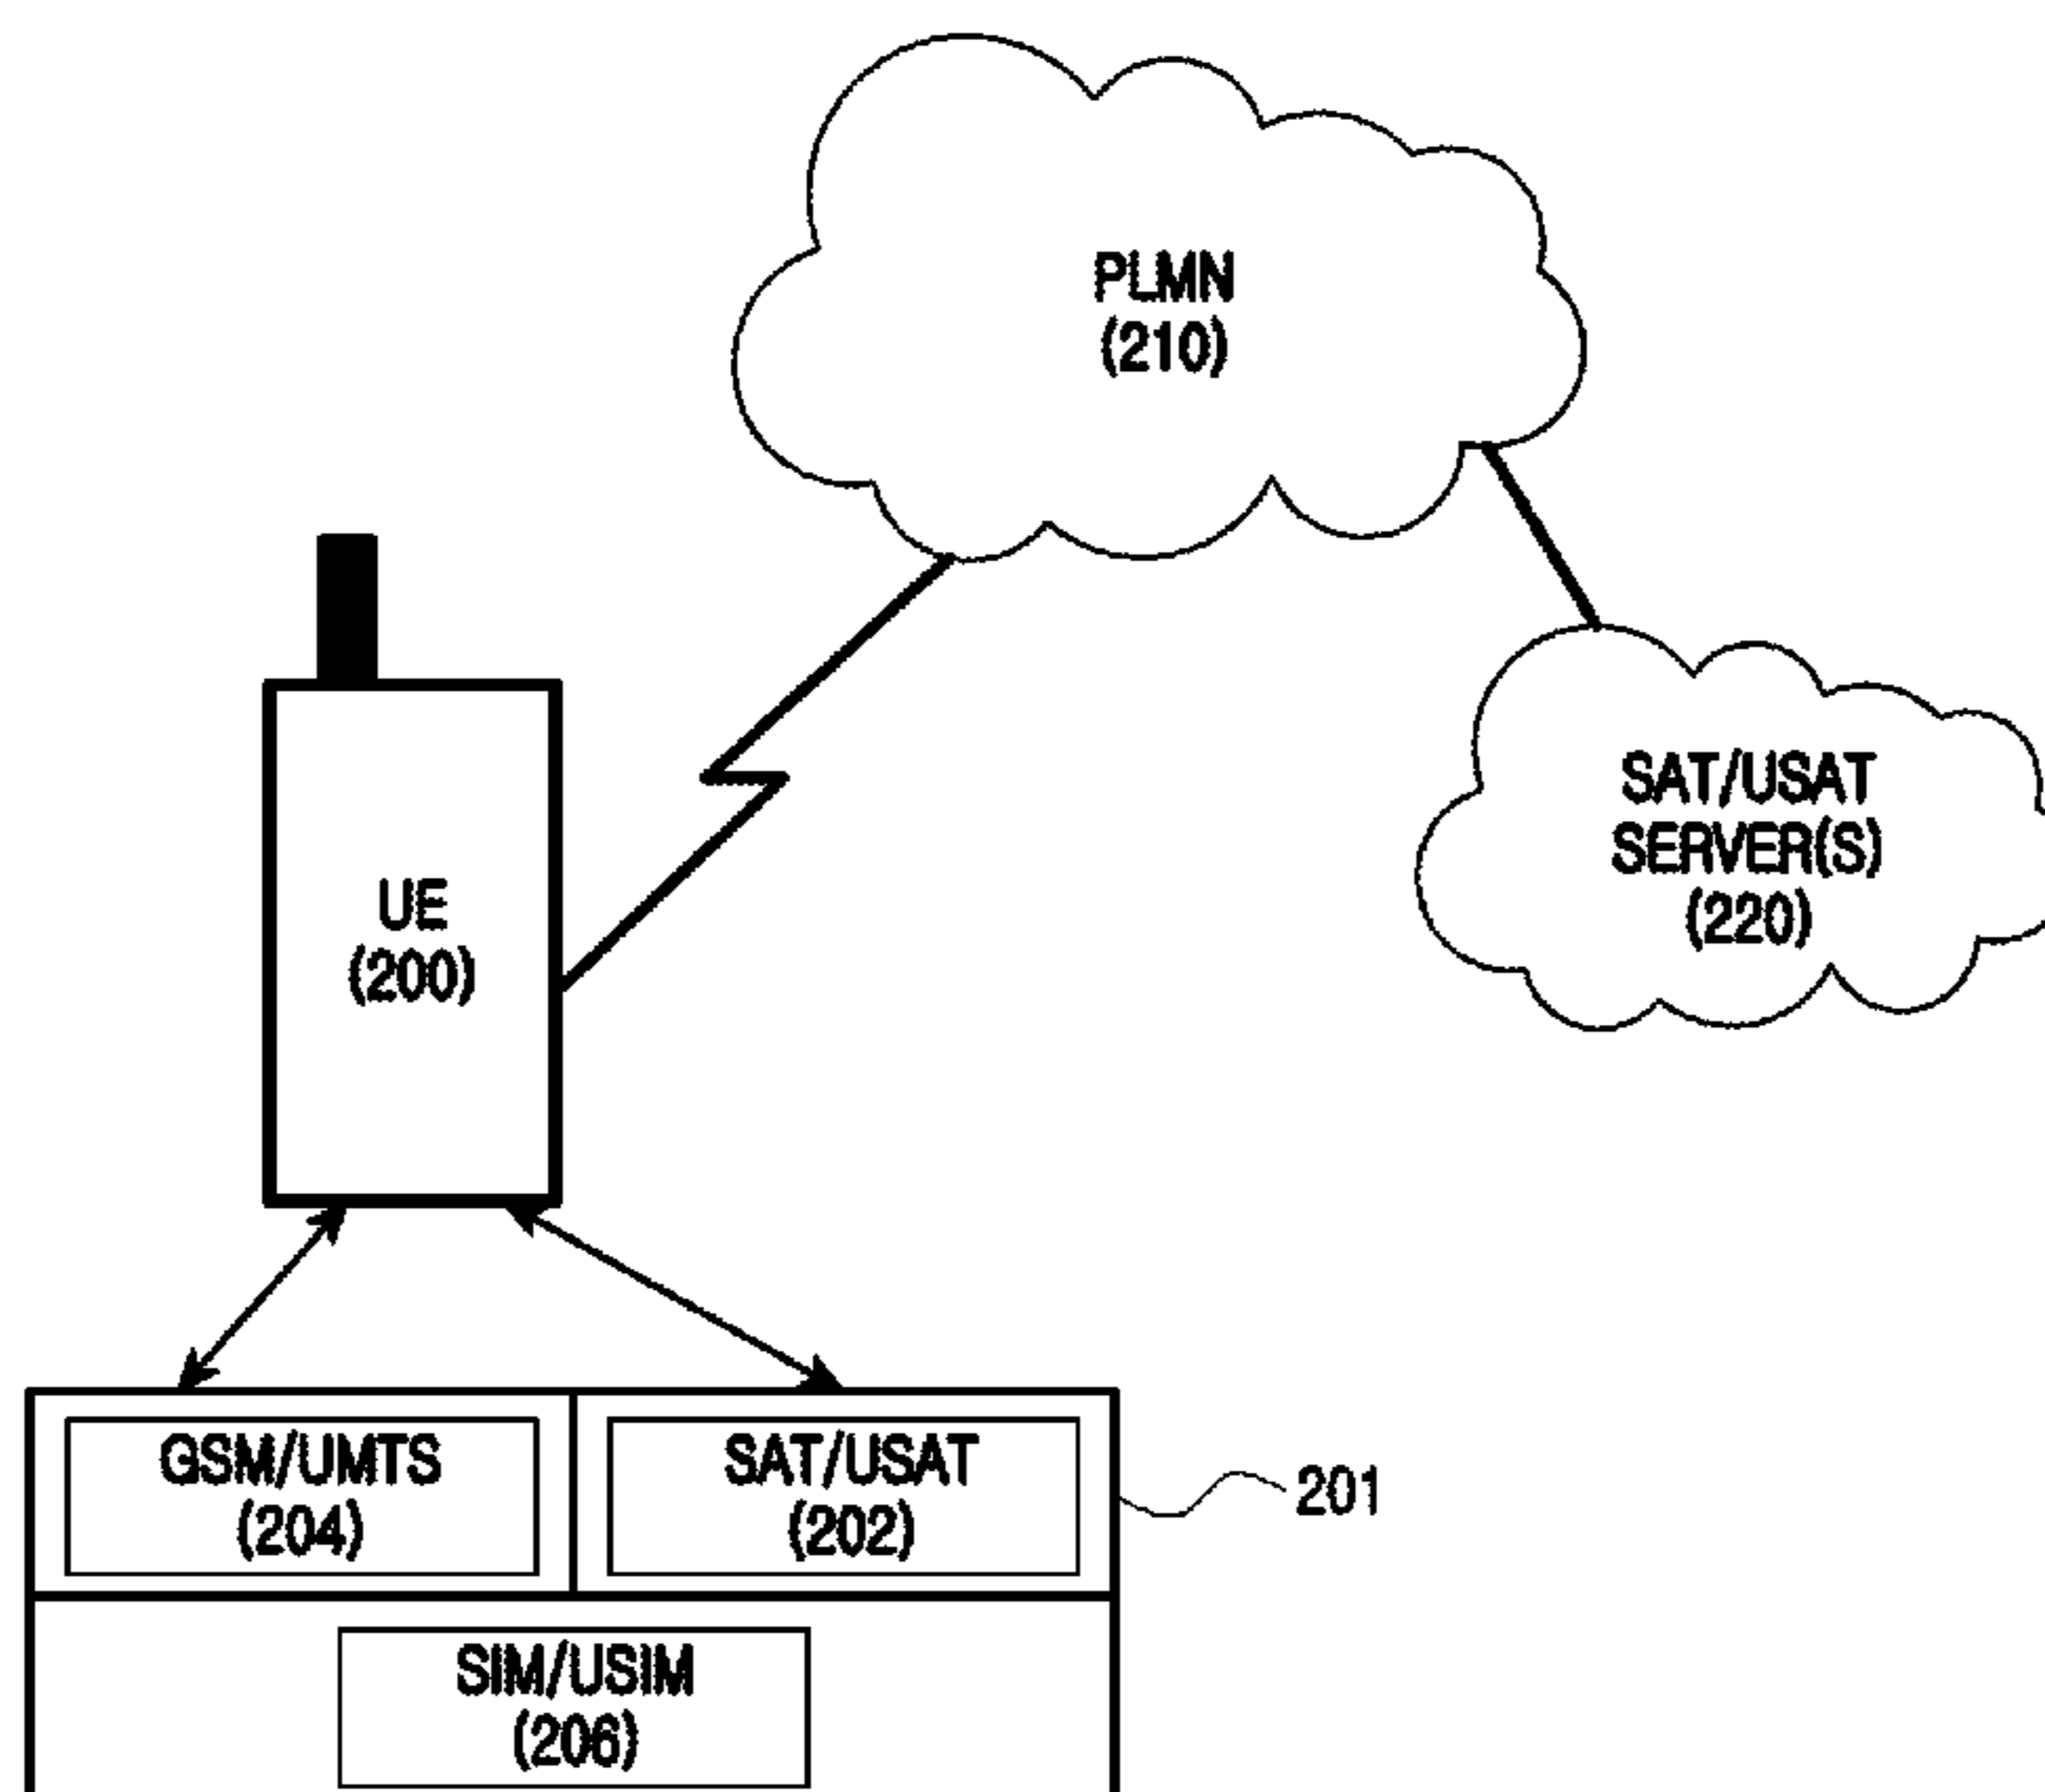 PLMN
(210)
SAT/USAT
SERVER(S)
(220)
UE
(200)
GSM/UMTS
(204)
SAT/USAT
(202)
201
SIM/USIM
(206)